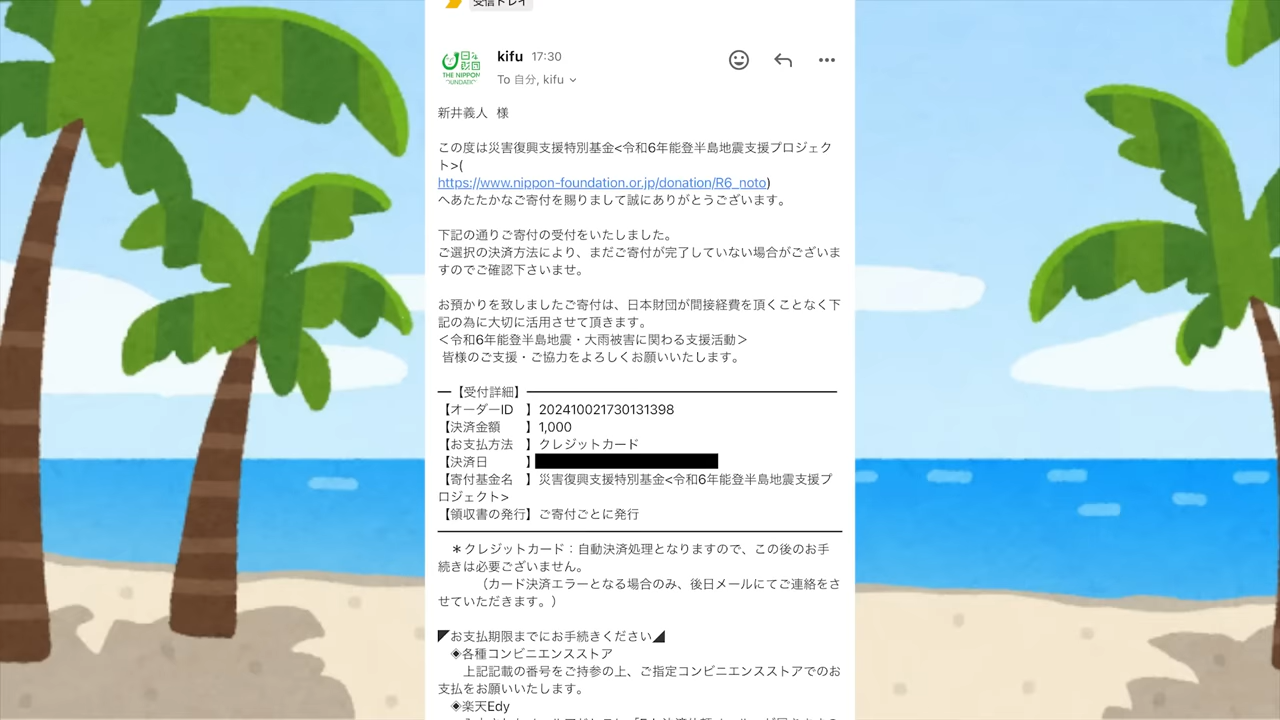 受信トレイ
kifu 17:30
To 自分, kifu
日本財団
THE NIPPON
FOUNDATION
新井義人 様
この度は災害復興支援特別基金<令和6年能登半島地震支援プロジェク
ト>(
https://www.nippon-foundation.or.jp/donation/R6_noto)
へあたたかなご寄付を賜りまして誠にありがとうございます。
下記の通りご寄付の受付をいたしました。
ご選択の決済方法により、まだご寄付が完了していない場合がございま
すのでご確認下さいませ。
お預かりを致しましたご寄付は、日本財団が間接経費を頂くことなく下
記の為に大切に活用させて頂きます。
＜令和6年能登半島地震・大雨被害に関わる支援活動＞
皆様のご支援・ご協力をよろしくお願いいたします。
━【受付詳細】━━━━━━━━━━━━━━━━━━━━
【オーダーID 】202410021730131398
【決済金額 】1,000
【お支払方法 】クレジットカード
【決済日 】
【寄付基金名 】災害復興支援特別基金<令和6年能登半島地震支援プ
ロジェクト>
【領収書の発行】ご寄付ごとに発行
＊クレジットカード：自動決済処理となりますので、この後のお手
続きは必要ございません。
（カード決済エラーとなる場合のみ、後日メールにてご連絡をさ
せていただきます。）
◤お支払期限までにお手続きください◢
◈各種コンビニエンスストア
上記記載の番号をご持参の上、ご指定コンビニエンスストアでのお
支払をお願いいたします。
◈楽天Edy